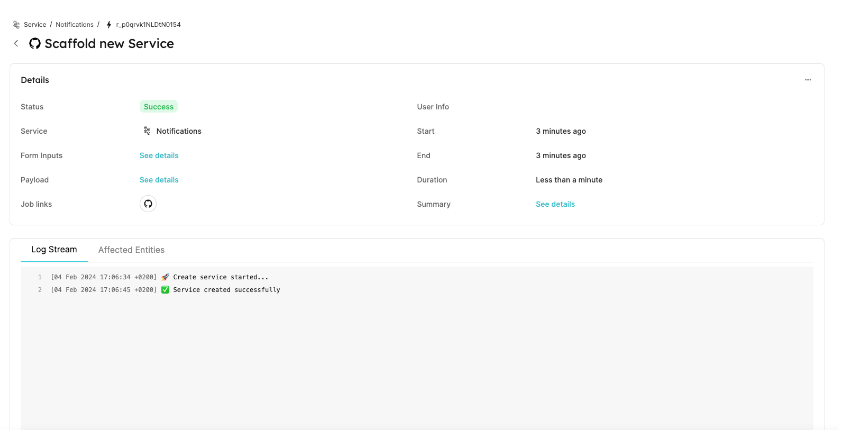 Service / Notifications / r_p0qrvk1NLDtN0154
Scaffold new Service
Details
Status Success User Info
Service Notifications Start 3 minutes ago
Form Inputs See details End 3 minutes ago
Payload See details Duration Less than a minute
Job links Summary See details
Log Stream Affected Entities
1 [04 Feb 2024 17:06:34 +0200] 🚀 Create service started...
2 [04 Feb 2024 17:06:45 +0200] ✅ Service created successfully